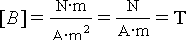 [B] = N·m / A·m² = N / A·m = T